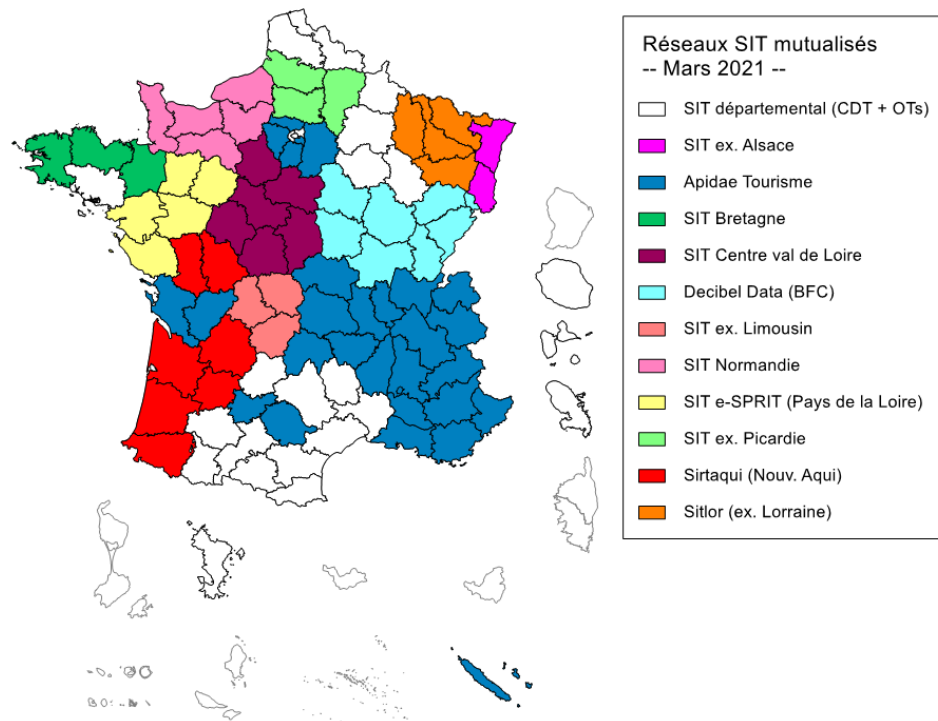 Réseaux SIT mutualisés
-- Mars 2021 --
SIT départemental (CDT + OTs)
SIT ex. Alsace
Apidae Tourisme
SIT Bretagne
SIT Centre val de Loire
Decibel Data (BFC)
SIT ex. Limousin
SIT Normandie
SIT e-SPRIT (Pays de la Loire)
SIT ex. Picardie
Sirtaqui (Nouv. Aqui)
Sitlor (ex. Lorraine)